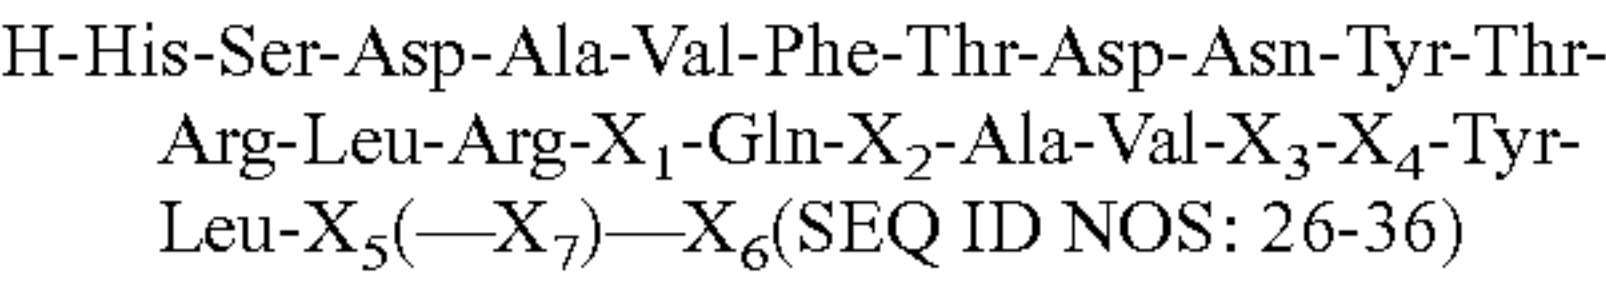 H-His-Ser-Asp-Ala-Val-Phe-Thr-Asp-Asn-Tyr-Thr-
Arg-Leu-Arg-X₁-Gln-X₂-Ala-Val-X₃-X₄-Tyr-
Leu-X₅(—X₇)—X₆(SEQ ID NOS: 26-36)